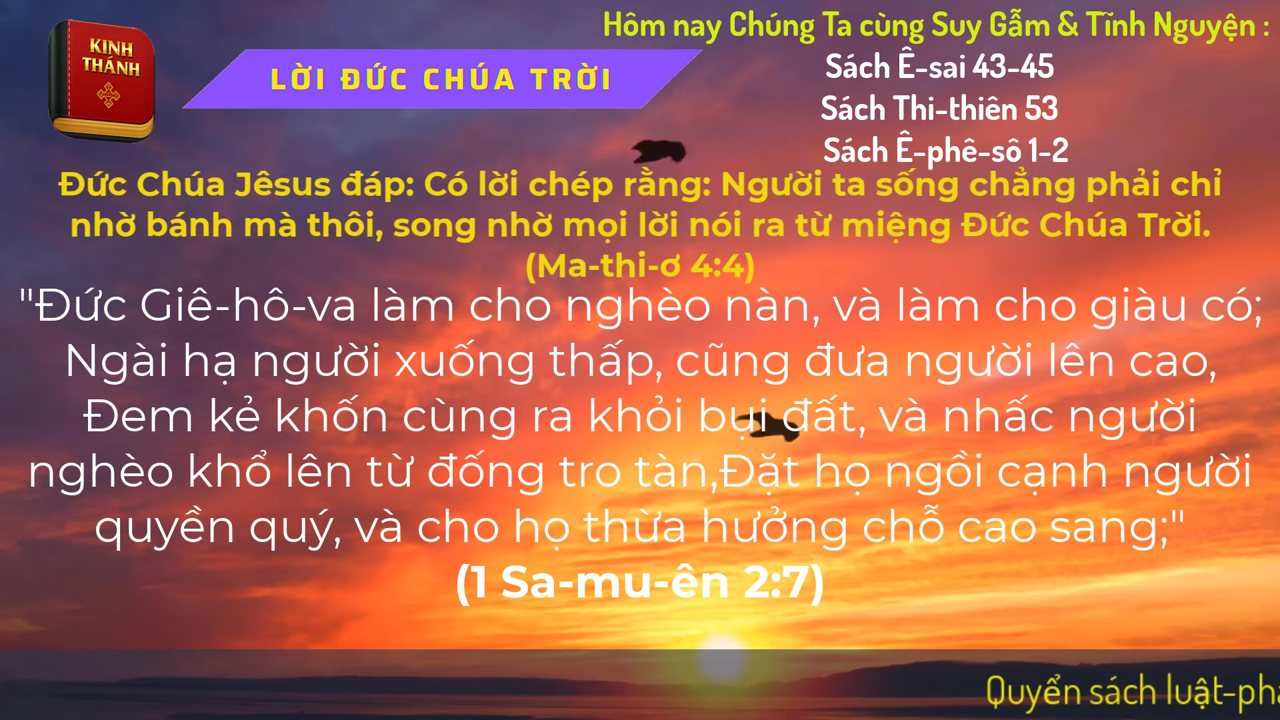 KINH
THÁNH
LỜI ĐỨC CHÚA TRỜI
Hôm nay Chúng Ta cùng Suy Gẫm & Tĩnh Nguyện :
Sách Ê-sai 43-45
Sách Thi-thiên 53
Sách Ê-phê-sô 1-2
Đức Chúa Jêsus đáp: Có lời chép rằng: Người ta sống chẳng phải chỉ
nhờ bánh mà thôi, song nhờ mọi lời nói ra từ miệng Đức Chúa Trời.
(Ma-thi-ơ 4:4)
"Đức Giê-hô-va làm cho nghèo nàn, và làm cho giàu có;
Ngài hạ người xuống thấp, cũng đưa người lên cao,
Đem kẻ khốn cùng ra khỏi bụi đất, và nhấc người
nghèo khổ lên từ đống tro tàn,Đặt họ ngồi cạnh người
quyền quý, và cho họ thừa hưởng chỗ cao sang;"
(1 Sa-mu-ên 2:7)
Quyển sách luật-ph